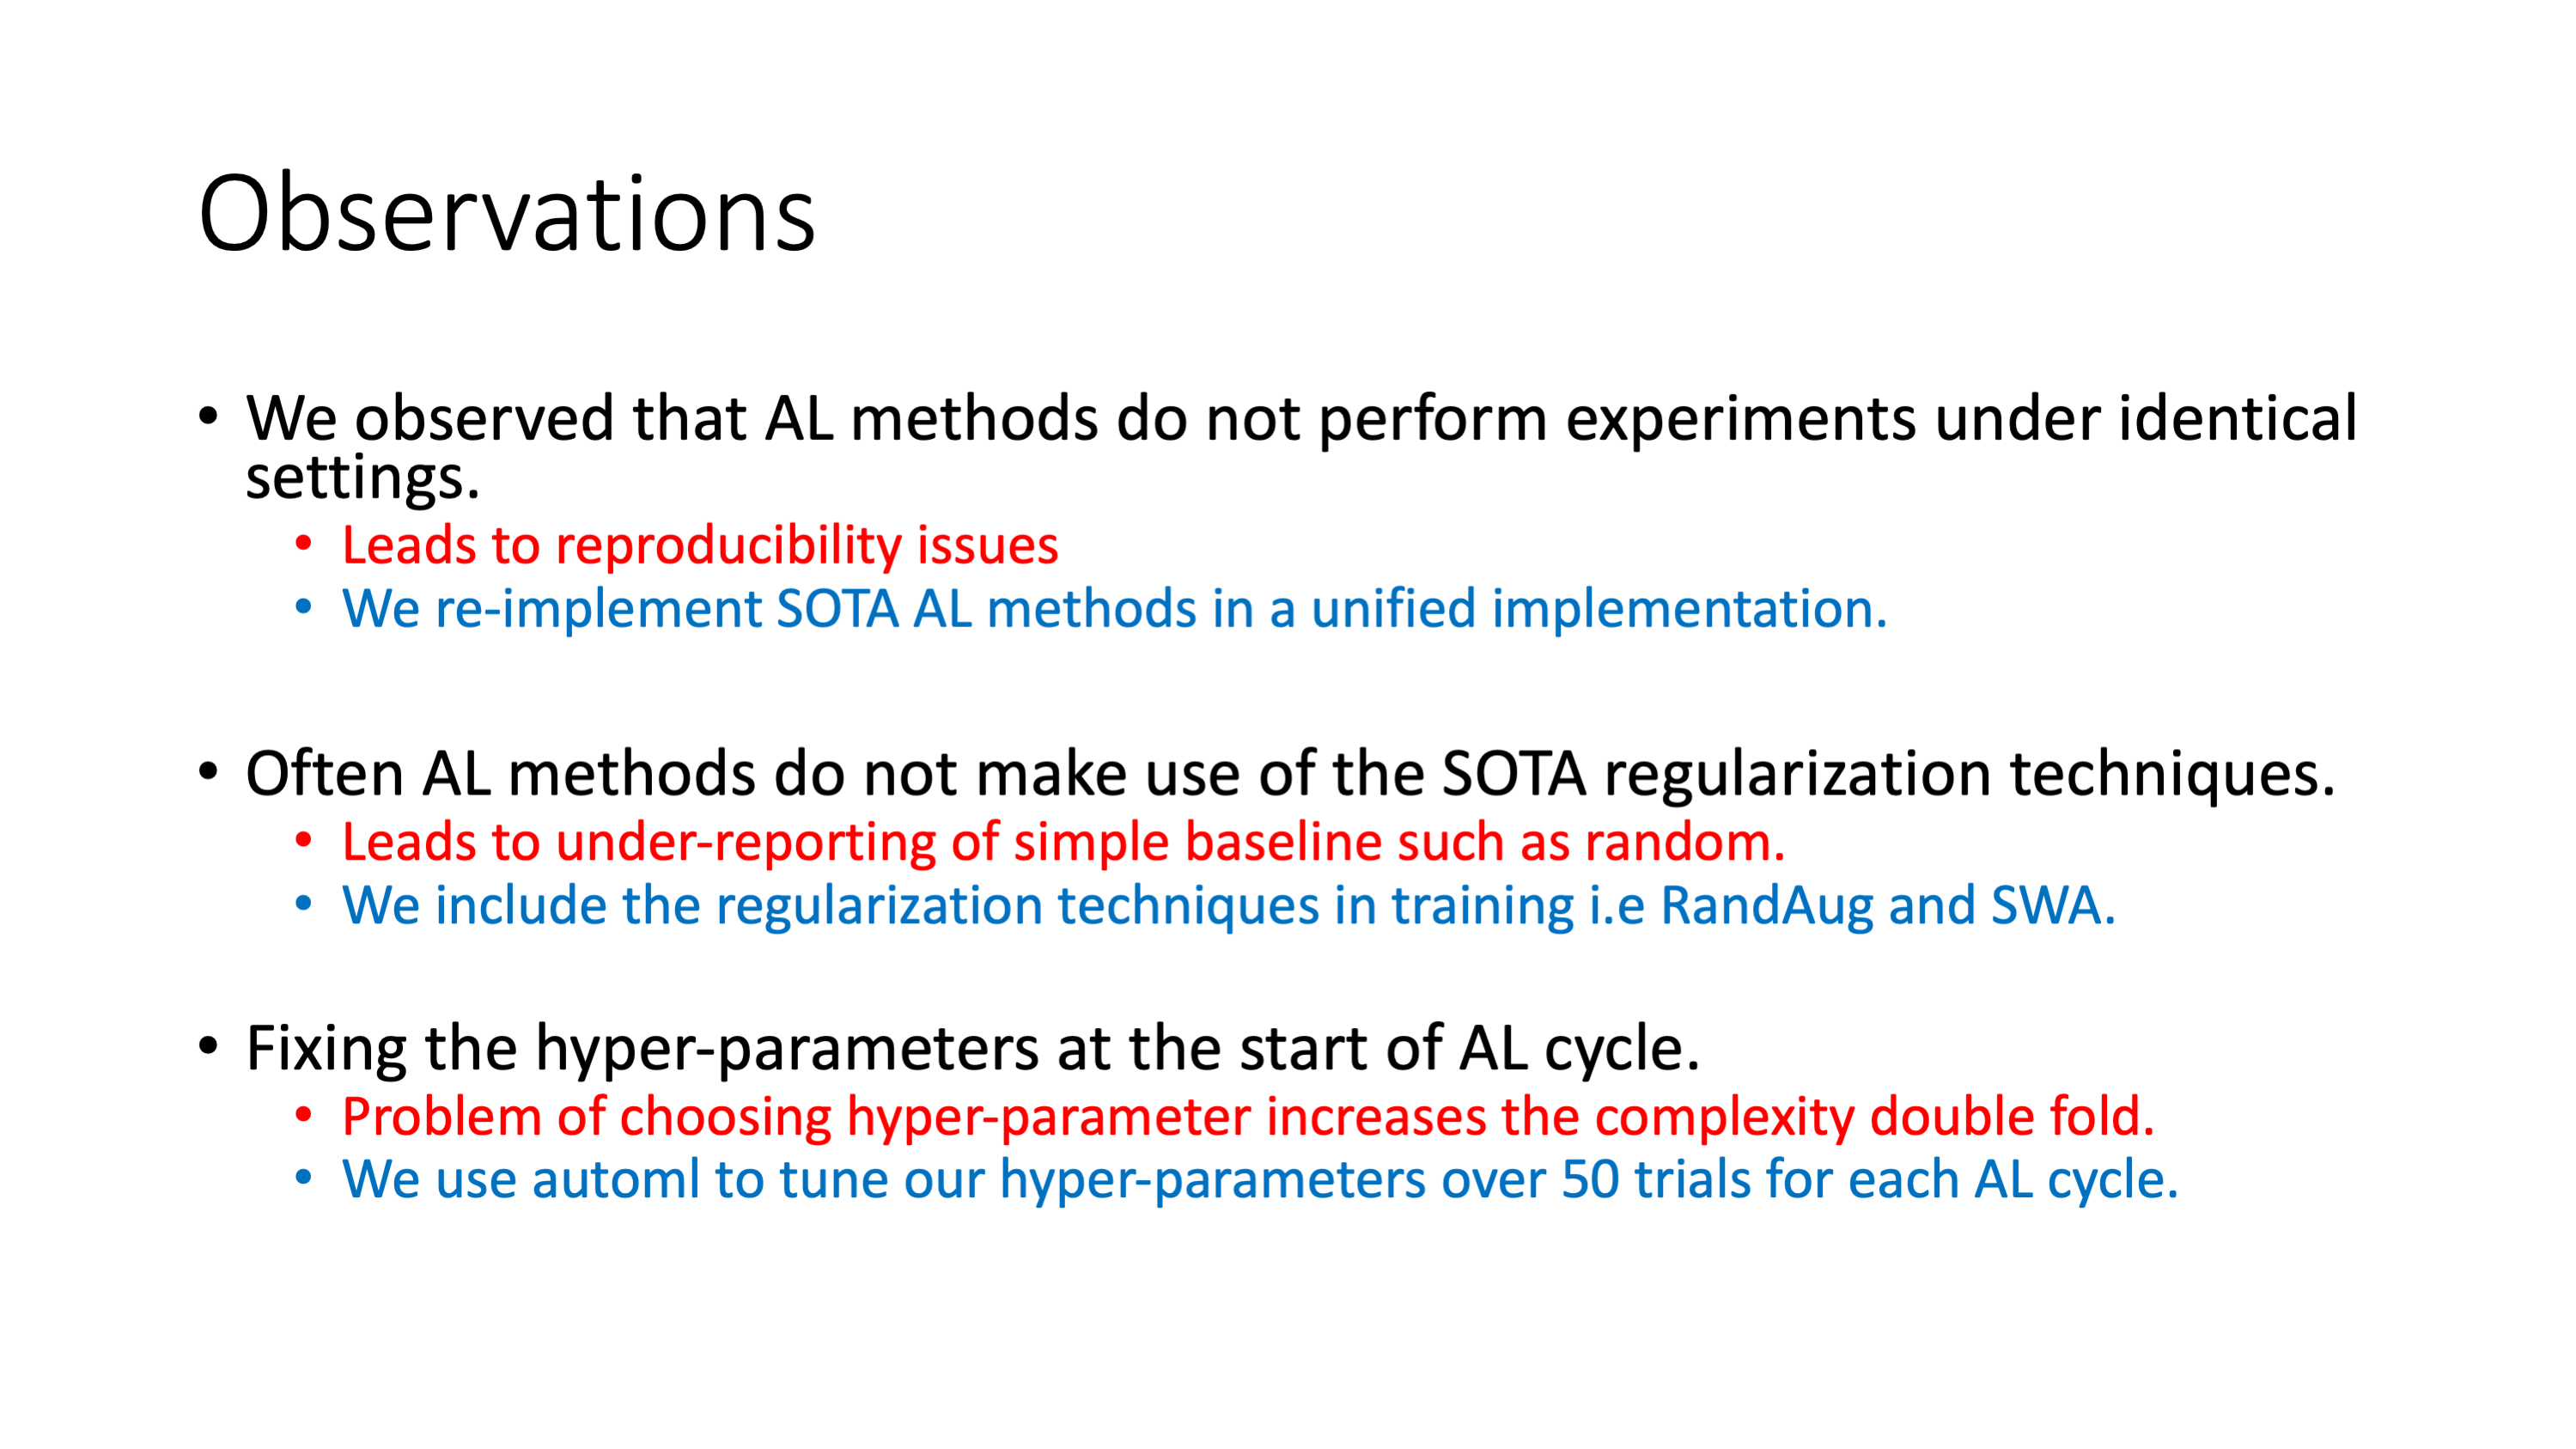 Observations
• We observed that AL methods do not perform experiments under identical
settings.
• Leads to reproducibility issues
• We re-implement SOTA AL methods in a unified implementation.
• Often AL methods do not make use of the SOTA regularization techniques.
• Leads to under-reporting of simple baseline such as random.
• We include the regularization techniques in training i.e RandAug and SWA.
• Fixing the hyper-parameters at the start of AL cycle.
• Problem of choosing hyper-parameter increases the complexity double fold.
• We use automl to tune our hyper-parameters over 50 trials for each AL cycle.